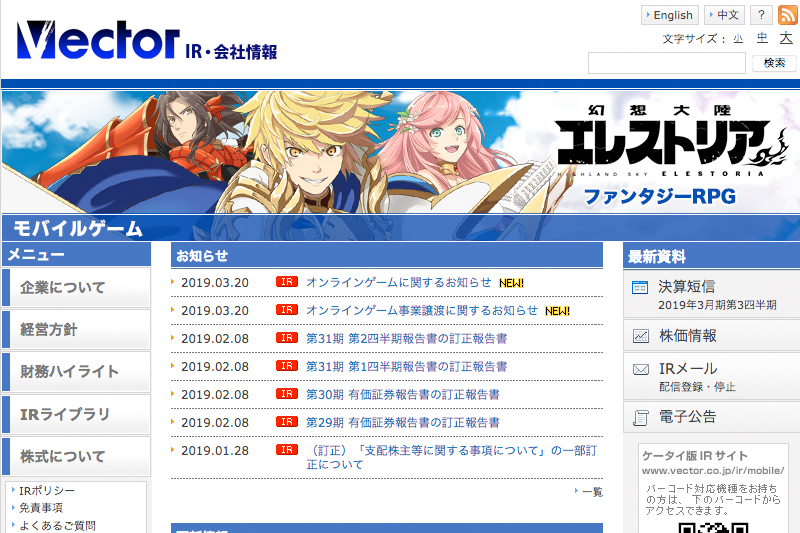 Vector IR・会社情報
English
中文
?
文字サイズ： 小 中 大
検索
幻想大陸
エレストリア
HIGHLAND SKY ELESTORIA
ファンタジーRPG
モバイルゲーム
メニュー
企業について
経営方針
財務ハイライト
IRライブラリ
株式について
IRポリシー
免責事項
よくあるご質問
お知らせ
2019.03.20 IR オンラインゲームに関するお知らせ NEW!
2019.03.20 IR オンラインゲーム事業譲渡に関するお知らせ NEW!
2019.02.08 IR 第31期 第2四半期報告書の訂正報告書
2019.02.08 IR 第31期 第1四半期報告書の訂正報告書
2019.02.08 IR 第30期 有価証券報告書の訂正報告書
2019.02.08 IR 第29期 有価証券報告書の訂正報告書
2019.01.28 IR （訂正）「支配株主等に関する事項について」の一部訂
正について
一覧
最新資料
決算短信
2019年3月期第3四半期
株価情報
IRメール
配信登録・停止
電子公告
ケータイ版 IR サイト
www.vector.co.jp/ir/mobile/
バーコード対応機種をお持ち
の方は、下のバーコードから
アクセスできます。